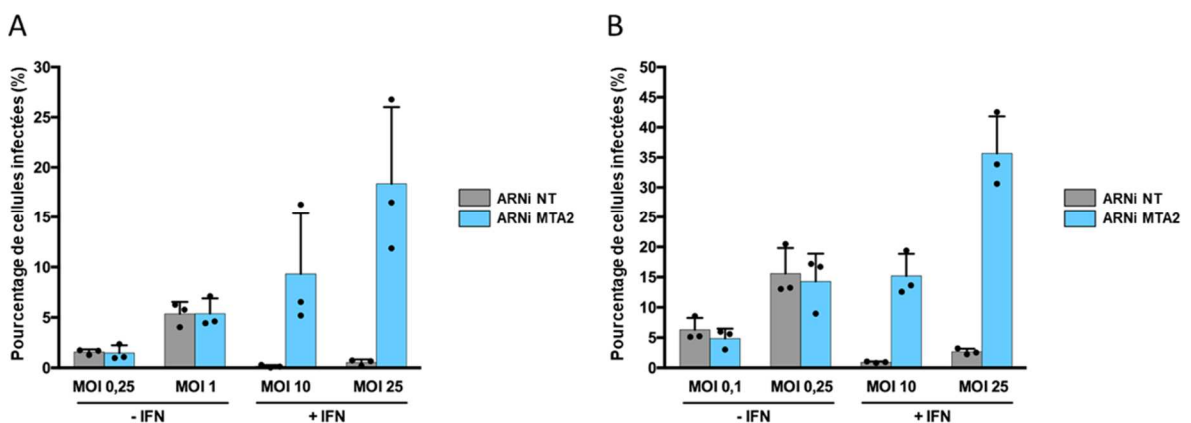 A
Pourcentage de cellules infectées (%)
30
25
20
15
10
5
0
MOI 0,25
MOI 1
MOI 10
MOI 25
- IFN
+ IFN
ARNi NT
ARNi MTA2
B
Pourcentage de cellules infectées (%)
50
45
40
35
30
25
20
15
10
5
0
MOI 0,1
MOI 0,25
MOI 10
MOI 25
- IFN
+ IFN
ARNi NT
ARNi MTA2